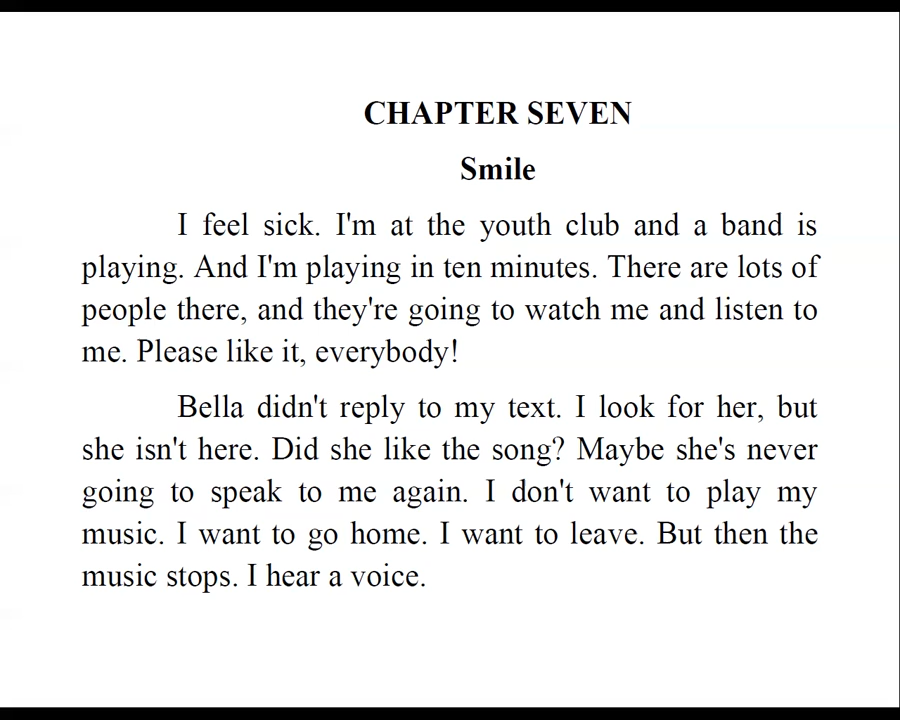 CHAPTER SEVEN
Smile
I feel sick. I'm at the youth club and a band is
playing. And I'm playing in ten minutes. There are lots of
people there, and they're going to watch me and listen to
me. Please like it, everybody!
Bella didn't reply to my text. I look for her, but
she isn't here. Did she like the song? Maybe she's never
going to speak to me again. I don't want to play my
music. I want to go home. I want to leave. But then the
music stops. I hear a voice.